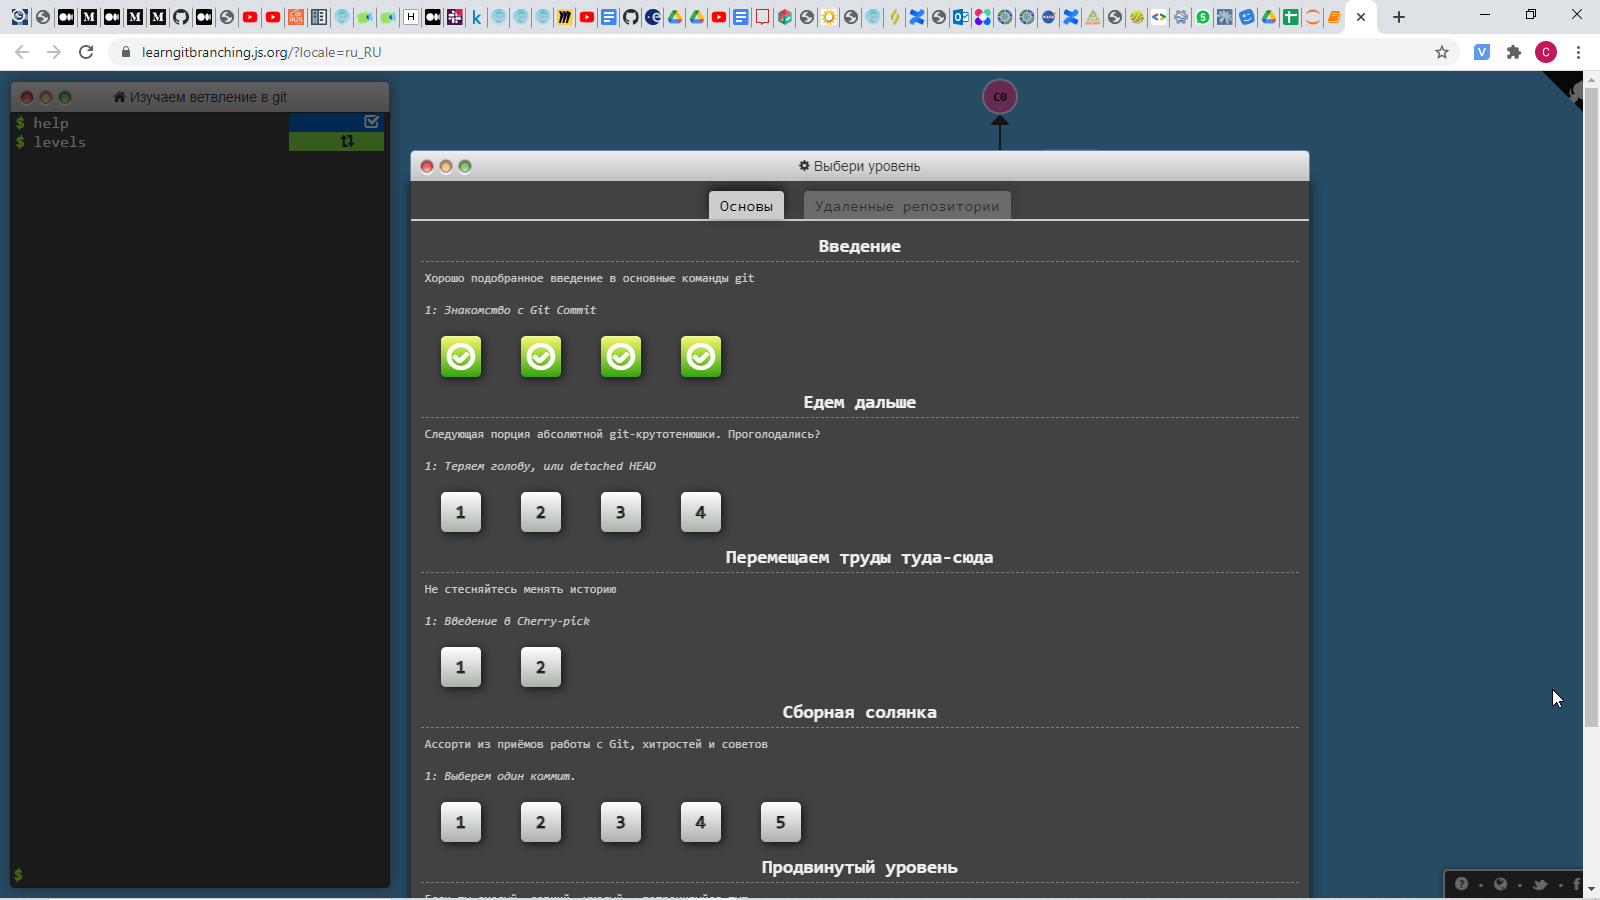 learngitbranching.js.org/?locale=ru_RU
V
C
Изучаем ветвление в git
$ help
$ levels
C0
Выбери уровень
Основы
Удаленные репозитории
Введение
Хорошо подобранное введение в основные команды git
1: Знакомство с Git Commit
Едем дальше
Следующая порция абсолютной git-крутотенюшки. Проголодались?
1: Теряем голову, или detached HEAD
1 2 3 4
Перемещаем труды туда-сюда
Не стесняйтесь менять историю
1: Введение в Cherry-pick
1 2
Сборная солянка
Ассорти из приёмов работы с Git, хитростей и советов
1: Выберем один коммит.
1 2 3 4 5
Продвинутый уровень
$